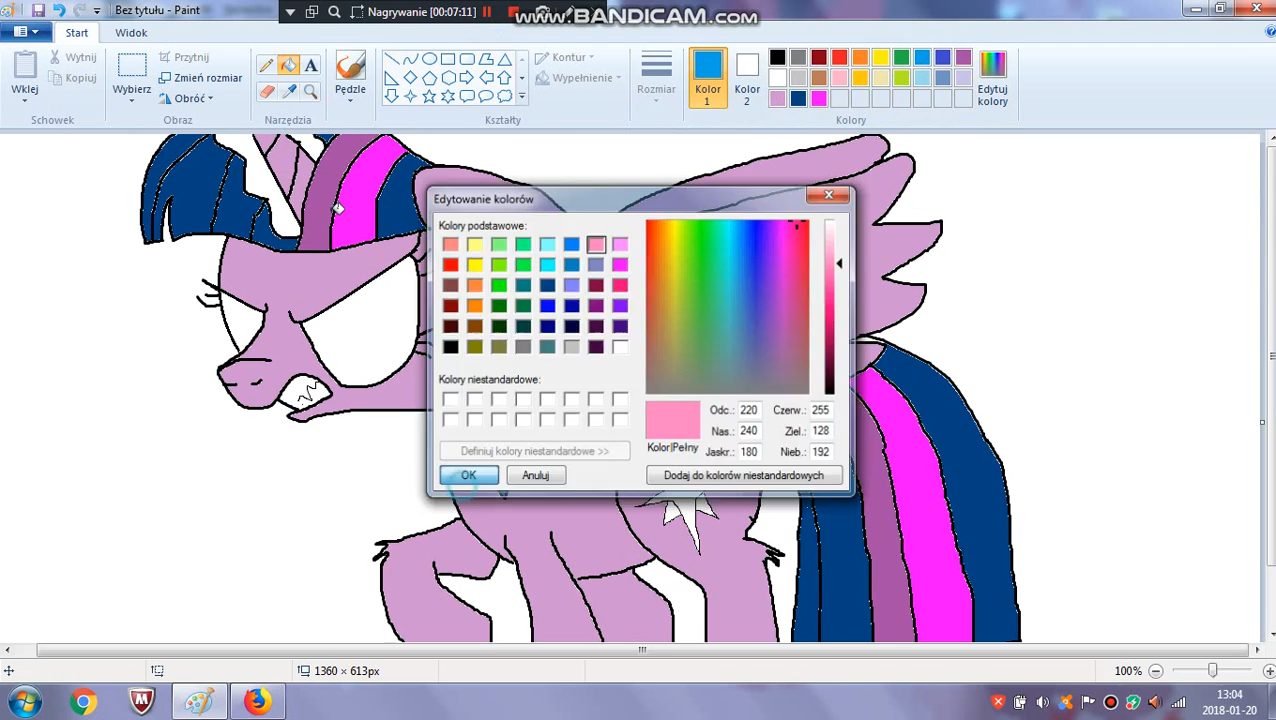 Bez tytułu - Paint
Nagrywanie [00:07:11]
www.BANDICAM.com
Start
Widok
Wklej
Wytnij
Kopiuj
Schowek
Wybierz
Przytnij
Zmień rozmiar
Obróć
Obraz
Narzędzia
Pędzle
Kontur
Wypełnienie
Kształty
Rozmiar
Kolor 1
Kolor 2
Edytuj kolory
Kolory
Edytowanie kolorów
Kolory podstawowe:
Kolory niestandardowe:
Definiuj kolory niestandardowe >>
OK
Anuluj
Kolor|Pełny
Odc.: 220
Czerw.: 255
Nas.: 240
Ziel.: 128
Jaskr.: 180
Nieb.: 192
Dodaj do kolorów niestandardowych
1360 × 613px
100%
13:04
2018-01-20